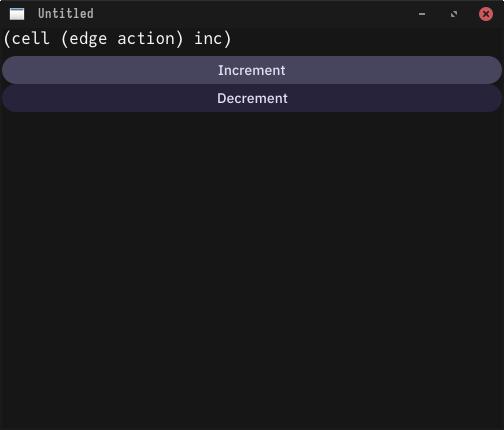 Untitled
(cell (edge action) inc)
Increment
Decrement